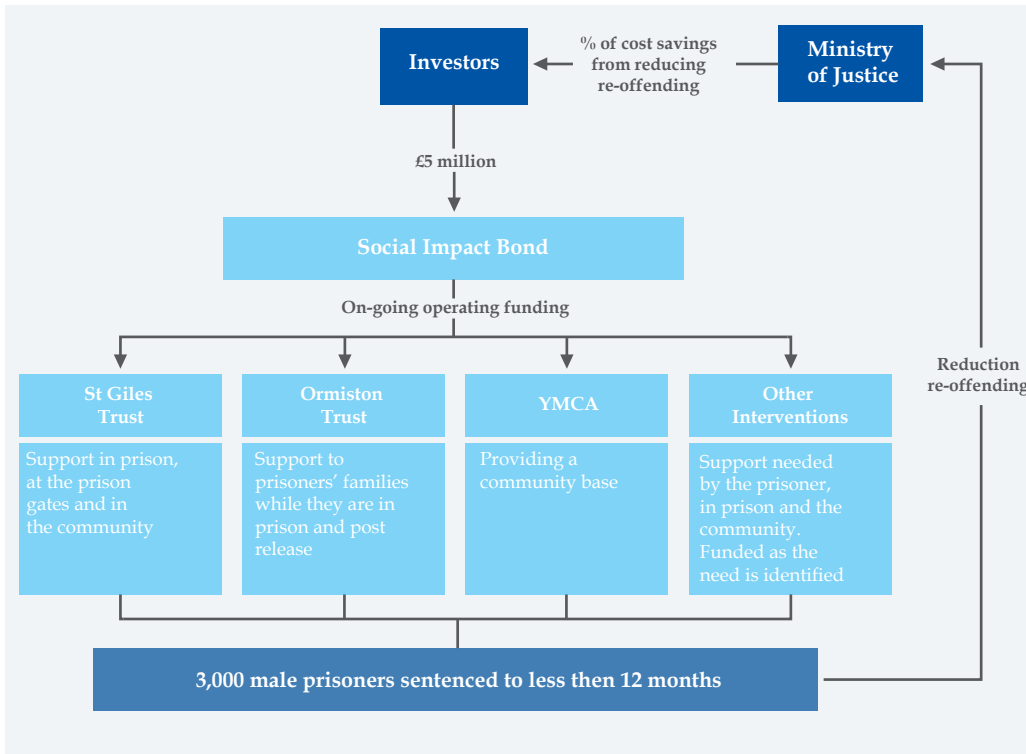 Investors
% of cost savings
from reducing
re-offending
Ministry
of Justice
£5 million
Social Impact Bond
On-going operating funding
St Giles
Trust
Support in prison,
at the prison
gates and in
the community
Ormiston
Trust
Support to
prisoners' families
while they are in
prison and post
release
YMCA
Providing a
community base
Other
Interventions
Support needed
by the prisoner,
in prison and the
community.
Funded as the
need is identified
Reduction
re-offending
3,000 male prisoners sentenced to less then 12 months